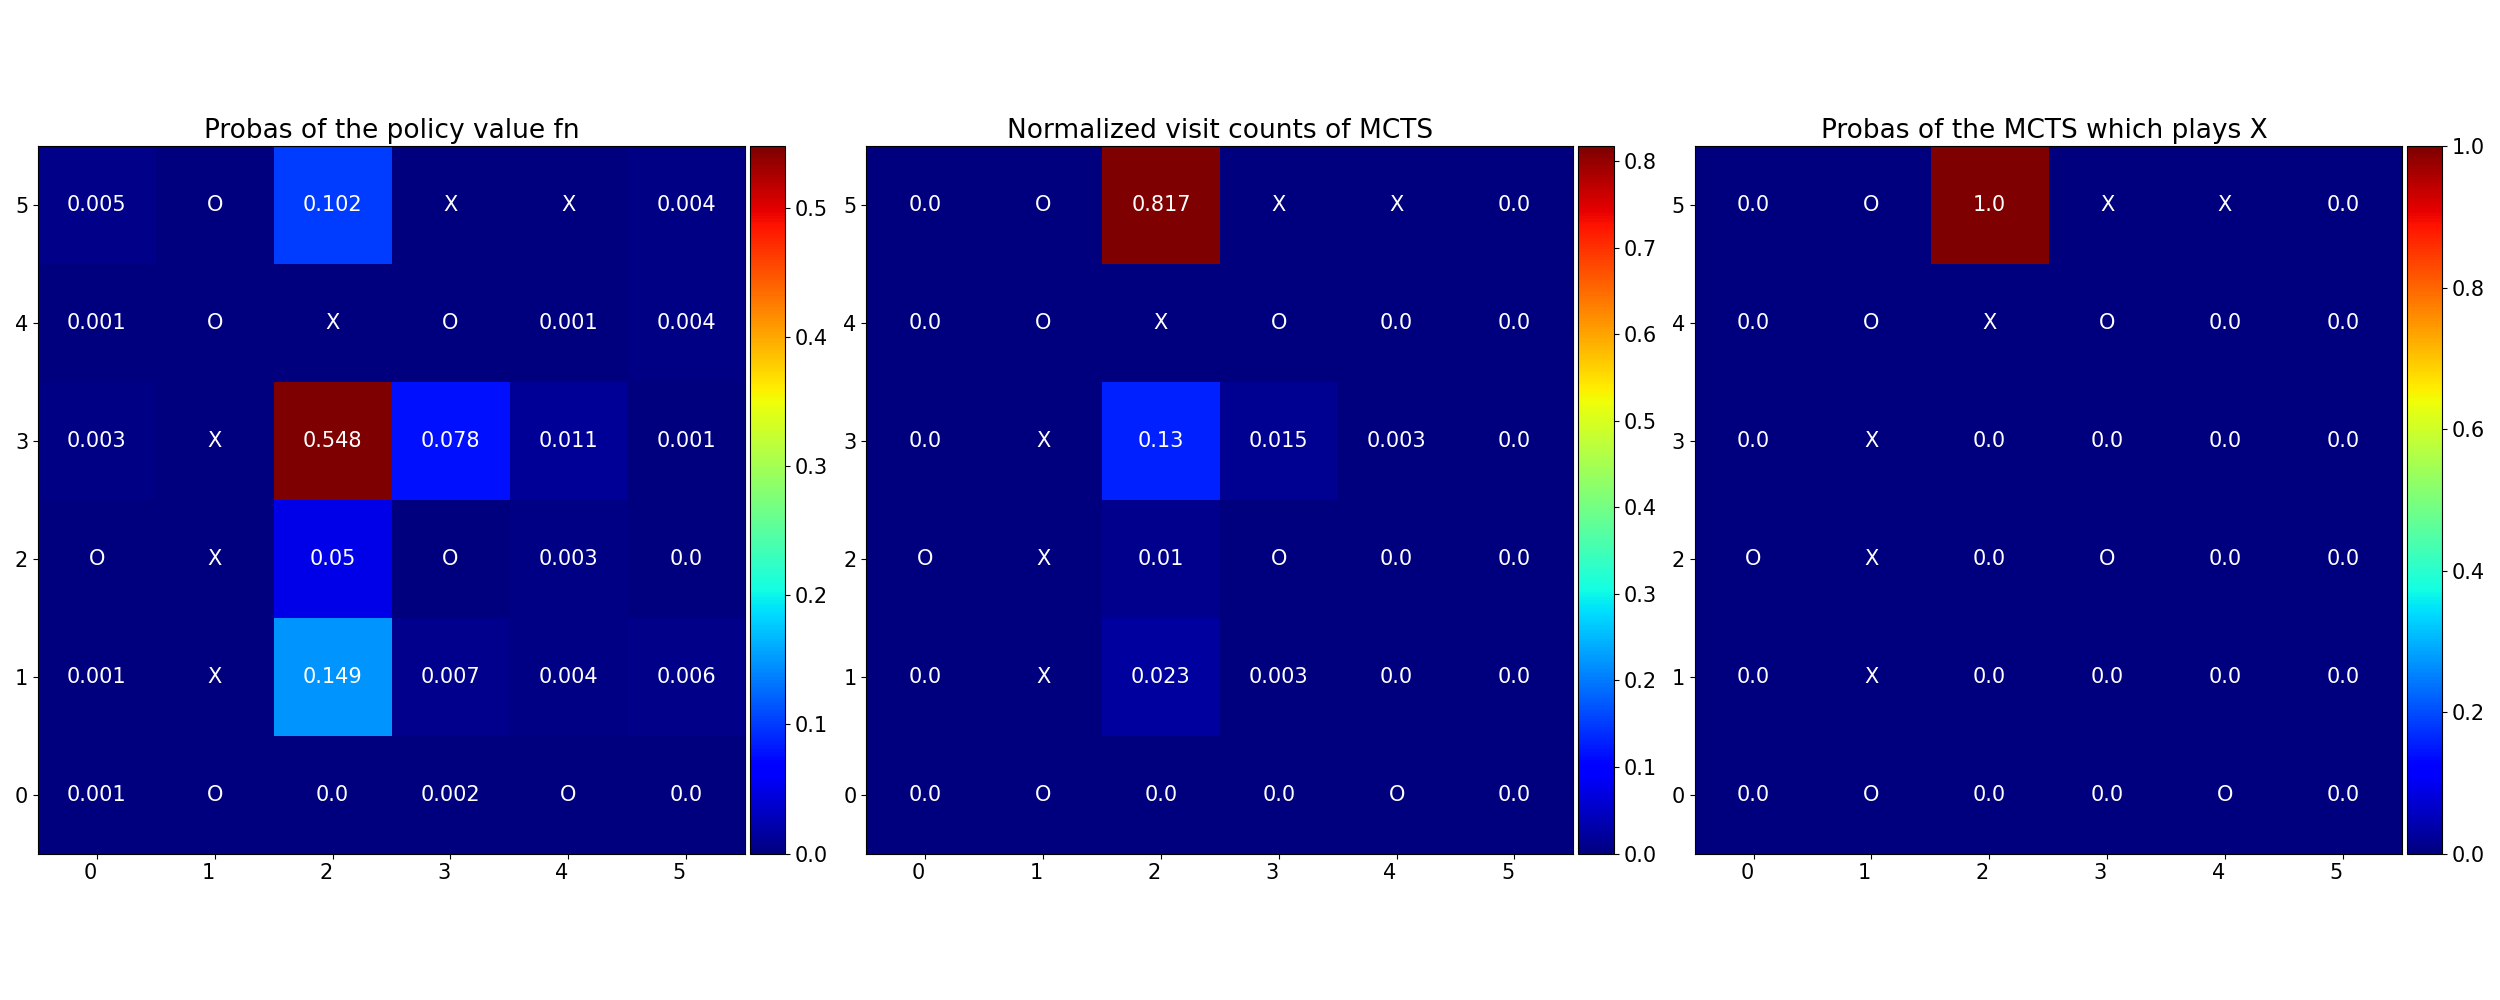 Probas of the policy value fn
5 0.005 O 0.102 X X 0.004
4 0.001 O X O 0.001 0.004
3 0.003 X 0.548 0.078 0.011 0.001
2 O X 0.05 O 0.003 0.0
1 0.001 X 0.149 0.007 0.004 0.006
0 0.001 O 0.0 0.002 O 0.0
0 1 2 3 4 5
0.5
0.4
0.3
0.2
0.1
0.0
Normalized visit counts of MCTS
5 0.0 O 0.817 X X 0.0
4 0.0 O X O 0.0 0.0
3 0.0 X 0.13 0.015 0.003 0.0
2 O X 0.01 O 0.0 0.0
1 0.0 X 0.023 0.003 0.0 0.0
0 0.0 O 0.0 0.0 O 0.0
0 1 2 3 4 5
0.8
0.7
0.6
0.5
0.4
0.3
0.2
0.1
0.0
Probas of the MCTS which plays X
5 0.0 O 1.0 X X 0.0
4 0.0 O X O 0.0 0.0
3 0.0 X 0.0 0.0 0.0 0.0
2 O X 0.0 O 0.0 0.0
1 0.0 X 0.0 0.0 0.0 0.0
0 0.0 O 0.0 0.0 O 0.0
0 1 2 3 4 5
1.0
0.8
0.6
0.4
0.2
0.0